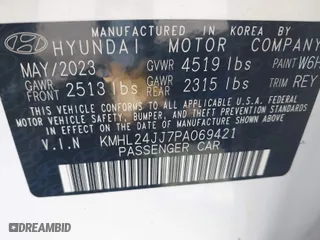 MANUFACTURED IN KOREA BY
HYUNDAI MOTOR COMPANY
MAY/2023 GVWR 4519 lbs PAINT W6H
GAWR FRONT 2513 lbs GAWR REAR 2315 lbs TRIM REY
THIS VEHICLE CONFORMS TO ALL APPLICABLE U.S.A. FEDERAL
MOTOR VEHICLE SAFETY, BUMPER, AND THEFT PREVENTION
STANDARDS IN EFFECT ON THE DATE OF MANUFACTURE SHOWN ABOVE.
V.I.N KMHL24JJ7PA069421
PASSENGER CAR
IDRIVEANDBID.COM